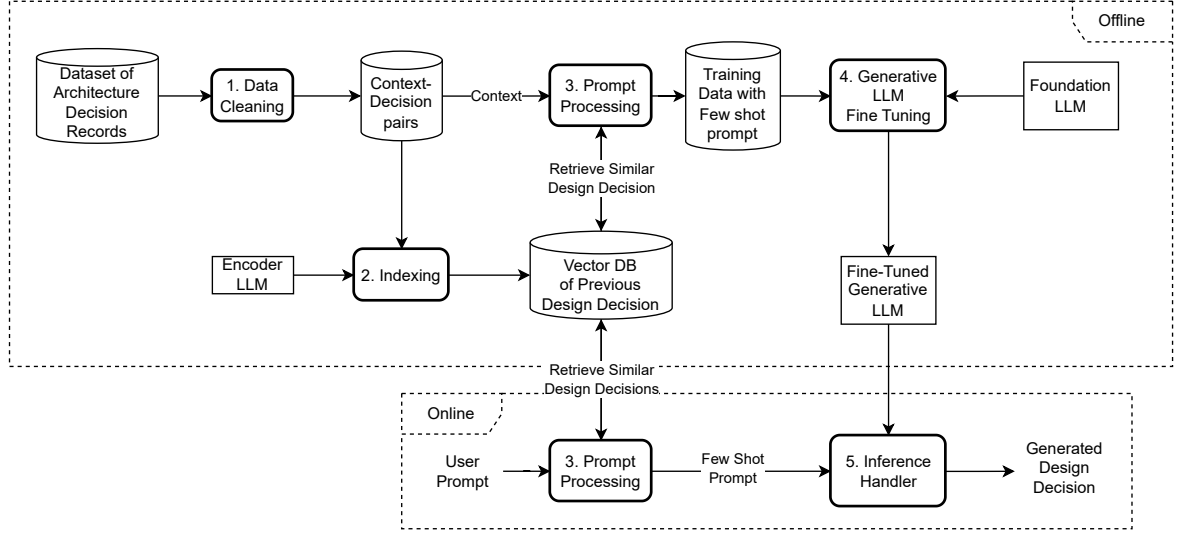 Offline
Dataset of
Architecture
Decision
Records
1. Data
Cleaning
Context-
Decision
pairs
Context
3. Prompt
Processing
Training
Data with
Few shot
prompt
4. Generative
LLM
Fine Tuning
Foundation
LLM
Retrieve Similar
Design Decision
Encoder
LLM
2. Indexing
Vector DB
of Previous
Design Decision
Fine-Tuned
Generative
LLM
Retrieve Similar
Design Decisions
Online
User
Prompt
3. Prompt
Processing
Few Shot
Prompt
5. Inference
Handler
Generated
Design
Decision